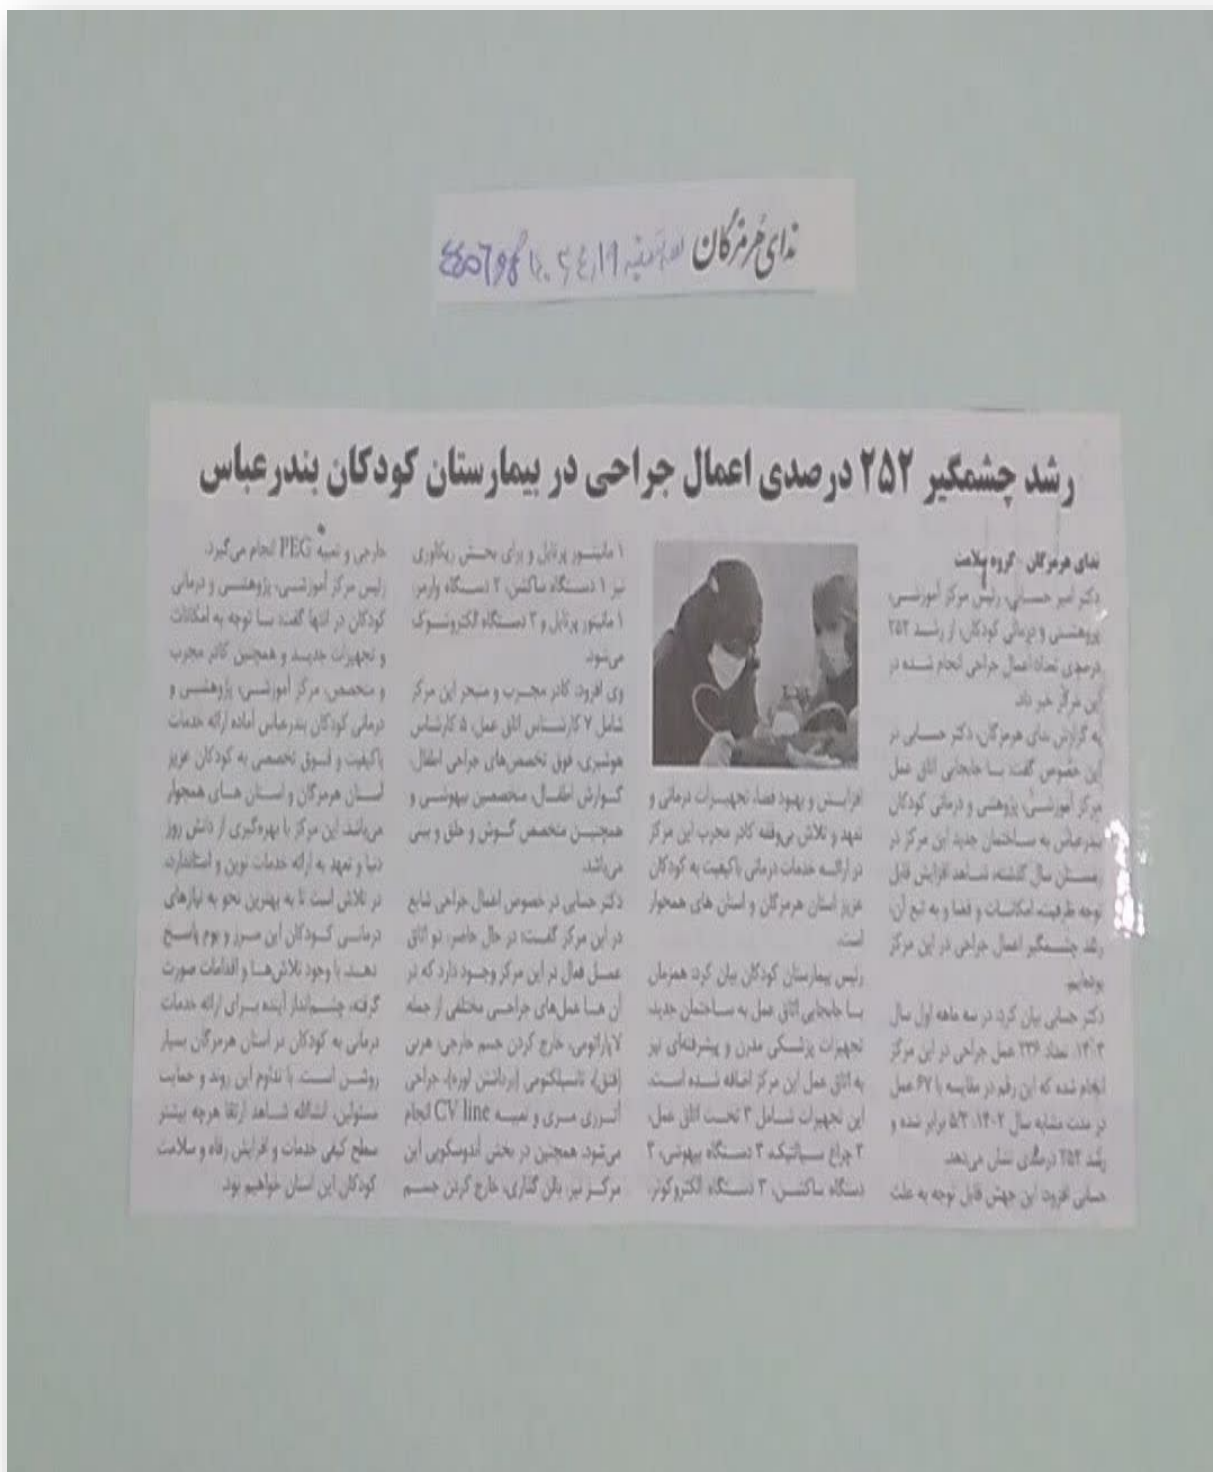 ندای هرمزگان
رشد چشمگیر ۲۵۲ درصدی اعمال جراحی در بیمارستان کودکان بندرعباس
ندای هرمزگان - گروه سلامت
دکتر امیر حسابی، رئیس مرکز آموزشی،
پژوهشی و درمانی کودکان، از رشد ۲۵۲
درصدی تعداد اعمال جراحی انجام شده در
این مرکز خبر داد.
به گزارش ندای هرمزگان، دکتر حسابی در
این خصوص گفت: با جابجایی اتاق عمل
مرکز آموزشی، پژوهشی و درمانی کودکان
بندرعباس به ساختمان جدید این مرکز در
زمستان سال گذشته، شاهد افزایش قابل
توجه ظرفیت، امکانات و فضا و به تبع آن،
رشد چشمگیر اعمال جراحی در این مرکز
بوده‌ایم.
دکتر حسابی بیان کرد: در سه ماهه اول سال
۱۴۰۳، تعداد ۲۳۶ عمل جراحی در این مرکز
انجام شده که این رقم در مقایسه با ۶۷ عمل
در مدت مشابه سال ۱۴۰۲، برابر شده و
رشد ۲۵۲ درصدی نشان می‌دهد.
حسابی افزود: این جهش قابل توجه به علت
افزایش و بهبود فضا، تجهیزات درمانی و
تعهد و تلاش بی‌وقفه کادر مجرب این مرکز
در ارائه خدمات درمانی باکیفیت به کودکان
عزیز استان هرمزگان و استان های همجوار
است.
رئیس بیمارستان کودکان بیان کرد: همزمان
با جابجایی اتاق عمل به ساختمان جدید،
تجهیزات پزشکی مدرن و پیشرفته‌ای نیز
به اتاق عمل این مرکز اضافه شده است.
این تجهیزات شامل ۳ تخت اتاق عمل،
۳ چراغ سیالیتیک، ۳ دستگاه بیهوشی، ۳
دستگاه ساکشن، ۳ دستگاه الکتروکوتر،
۱ مانیتور پرتابل و برای بخش ریکاوری
نیز ۱ دستگاه ساکشن، ۲ دستگاه وارمر،
۱ مانیتور پرتابل و ۲ دستگاه الکتروشوک
می‌شود.
وی افزود: کادر مجرب و متبحر این مرکز
شامل ۷ کارشناس اتاق عمل، ۵ کارشناس
هوشبری، فوق تخصص‌های جراحی اطفال،
گوارش اطفال، متخصصین بیهوشی و
همچنین متخصص گوش و حلق و بینی
می‌باشد.
دکتر حسابی در خصوص اعمال جراحی شایع
در این مرکز گفت: در حال حاضر، دو اتاق
عمل فعال در این مرکز وجود دارد که در
آن ها عمل‌های جراحی مختلفی از جمله
لاپاراتومی، خارج کردن جسم خارجی، هرنی
(فتق)، تانسیلکتومی (برداشتن لوزه)، جراحی
آترزی مری و تعبیه CV line انجام
می‌شود. همچنین در بخش آندوسکوپی این
مرکز نیز، بالن گذاری، خارج کردن جسم
خارجی و تعبیه PEG انجام می‌گیرد.
رئیس مرکز آموزشی، پژوهشی و درمانی
کودکان در انتها گفت: با توجه به امکانات
و تجهیزات جدید و همچنین کادر مجرب
و متخصص، مرکز آموزشی، پژوهشی و
درمانی کودکان بندرعباس آماده ارائه خدمات
باکیفیت و فوق تخصصی به کودکان عزیز
استان هرمزگان و استان های همجوار
می‌باشد. این مرکز با بهره‌گیری از دانش روز
دنیا و تعهد به ارائه خدمات نوین و استاندارد،
در تلاش است تا به بهترین نحو به نیازهای
درمانی کودکان این مرز و بوم پاسخ
دهد. با وجود تلاش‌ها و اقدامات صورت
گرفته، چشم‌انداز آینده برای ارائه خدمات
درمانی به کودکان در استان هرمزگان بسیار
روشن است. با تداوم این روند و حمایت
مسئولین، انشالله شاهد ارتقا هرچه بیشتر
سطح کیفی خدمات و افزایش رفاه و سلامت
کودکان این استان خواهیم بود.